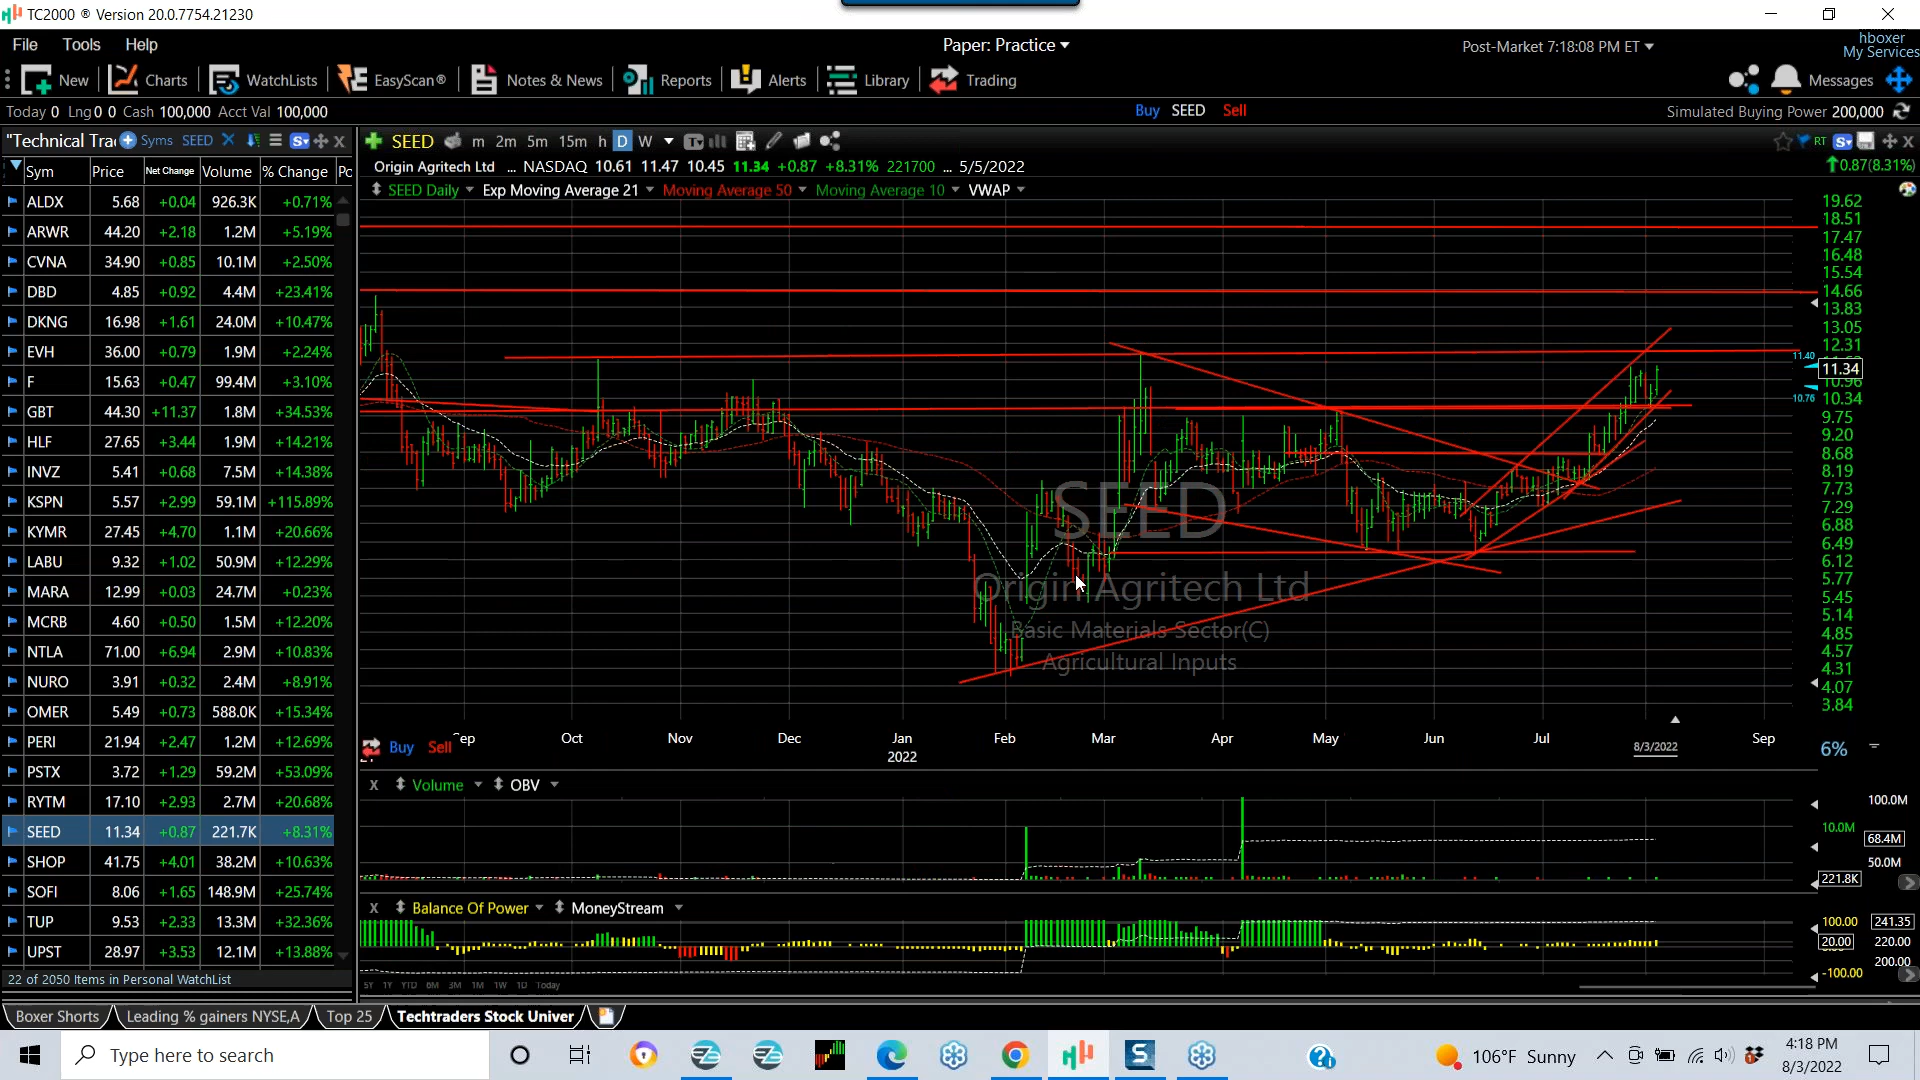 TC2000 ® Version 20.0.7754.21230
File Tools Help
Paper: Practice
Post-Market 7:18:08 PM ET
hboxer
My Services
New Charts WatchLists EasyScan® Notes & News Reports Alerts Library Trading
Messages
Today 0 Lng 0 0 Cash 100,000 Acct Val 100,000
Buy SEED Sell
Simulated Buying Power 200,000
"Technical Tra Syms SEED
SEED m 2m 5m 15m h D W
RT
Origin Agritech Ltd ... NASDAQ 10.61 11.47 10.45 11.34 +0.87 +8.31% 221700 ... 5/5/2022
0.87(8.31%)
SEED Daily Exp Moving Average 21 Moving Average 50 Moving Average 10 VWAP
Sym Price Net Change Volume % Change Pc
ALDX 5.68 +0.04 926.3K +0.71%
ARWR 44.20 +2.18 1.2M +5.19%
CVNA 34.90 +0.85 10.1M +2.50%
DBD 4.85 +0.92 4.4M +23.41%
DKNG 16.98 +1.61 24.0M +10.47%
EVH 36.00 +0.79 1.9M +2.24%
F 15.63 +0.47 99.4M +3.10%
GBT 44.30 +11.37 1.8M +34.53%
HLF 27.65 +3.44 1.9M +14.21%
INVZ 5.41 +0.68 7.5M +14.38%
KSPN 5.57 +2.99 59.1M +115.89%
KYMR 27.45 +4.70 1.1M +20.66%
LABU 9.32 +1.02 50.9M +12.29%
MARA 12.99 +0.03 24.7M +0.23%
MCRB 4.60 +0.50 1.5M +12.20%
NTLA 71.00 +6.94 2.9M +10.83%
NURO 3.91 +0.32 2.4M +8.91%
OMER 5.49 +0.73 588.0K +15.34%
PERI 21.94 +2.47 1.2M +12.69%
PSTX 3.72 +1.29 59.2M +53.09%
RYTM 17.10 +2.93 2.7M +20.68%
SEED 11.34 +0.87 221.7K +8.31%
SHOP 41.75 +4.01 38.2M +10.63%
SOFI 8.06 +1.65 148.9M +25.74%
TUP 9.53 +2.33 13.3M +32.36%
UPST 28.97 +3.53 12.1M +13.88%
22 of 2050 Items in Personal WatchList
SEED
Origin Agritech Ltd
Basic Materials Sector(C)
Agricultural Inputs
19.62
18.51
17.47
16.48
15.54
14.66
13.83
13.05
12.31
11.40
11.34
10.96
10.76
10.34
9.75
9.20
8.68
8.19
7.73
7.29
6.88
6.49
6.12
5.77
5.45
5.14
4.85
4.57
4.31
4.07
3.84
Buy Sell
Oct Nov Dec Jan Feb Mar Apr May Jun Jul 8/3/2022 Sep
2022
6%
X Volume OBV
100.0M
10.0M 68.4M
50.0M
221.8K
X Balance Of Power MoneyStream
100.00 241.35
20.00 220.00
200.00
-100.00
5Y 1Y YTD 6M 3M 1M 1W 1D Today
Boxer Shorts Leading % gainers NYSE,A Top 25 Techtraders Stock Univer
Type here to search
106°F Sunny
4:18 PM
8/3/2022